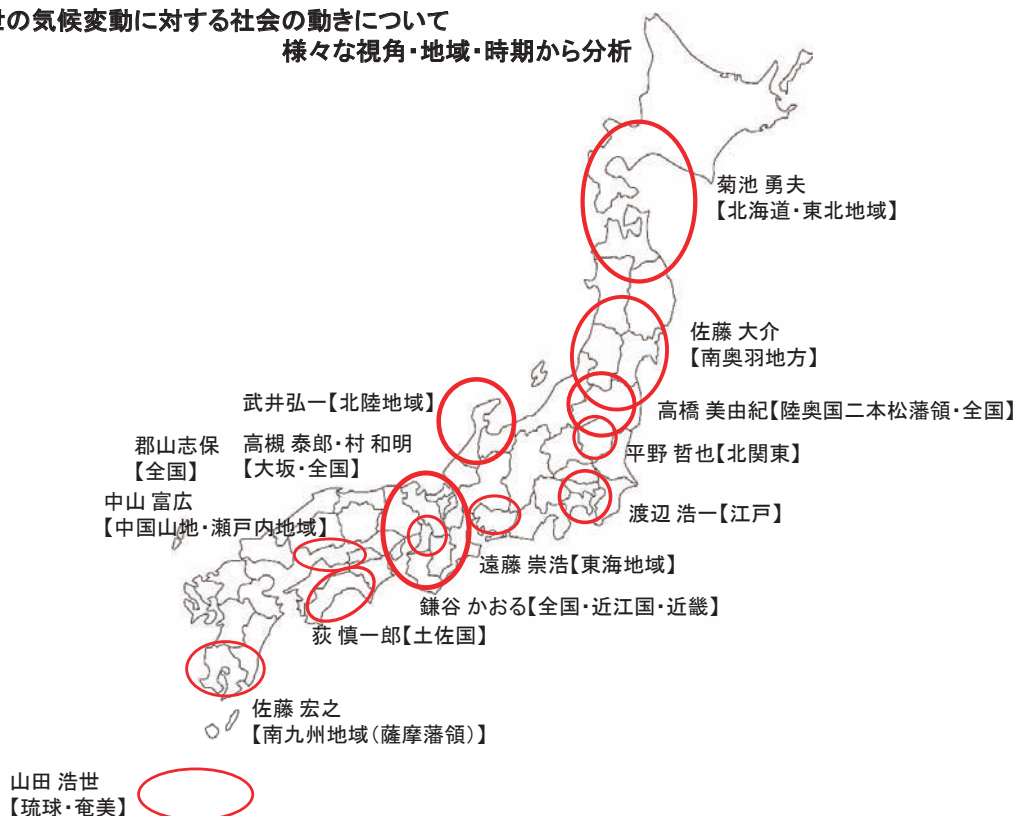 世の気候変動に対する社会の動きについて
様々な視角・地域・時期から分析
菊池 勇夫
【北海道・東北地域】
佐藤 大介
【南奥羽地方】
武井弘一【北陸地域】
高橋 美由紀【陸奥国二本松藩領・全国】
郡山志保
【全国】
高槻 泰郎・村 和明
【大坂・全国】
平野 哲也【北関東】
中山 富広
【中国山地・瀬戸内地域】
渡辺 浩一【江戸】
遠藤 崇浩【東海地域】
鎌谷 かおる【全国・近江国・近畿】
荻 慎一郎【土佐国】
佐藤 宏之
【南九州地域(薩摩藩領)】
山田 浩世
【琉球・奄美】